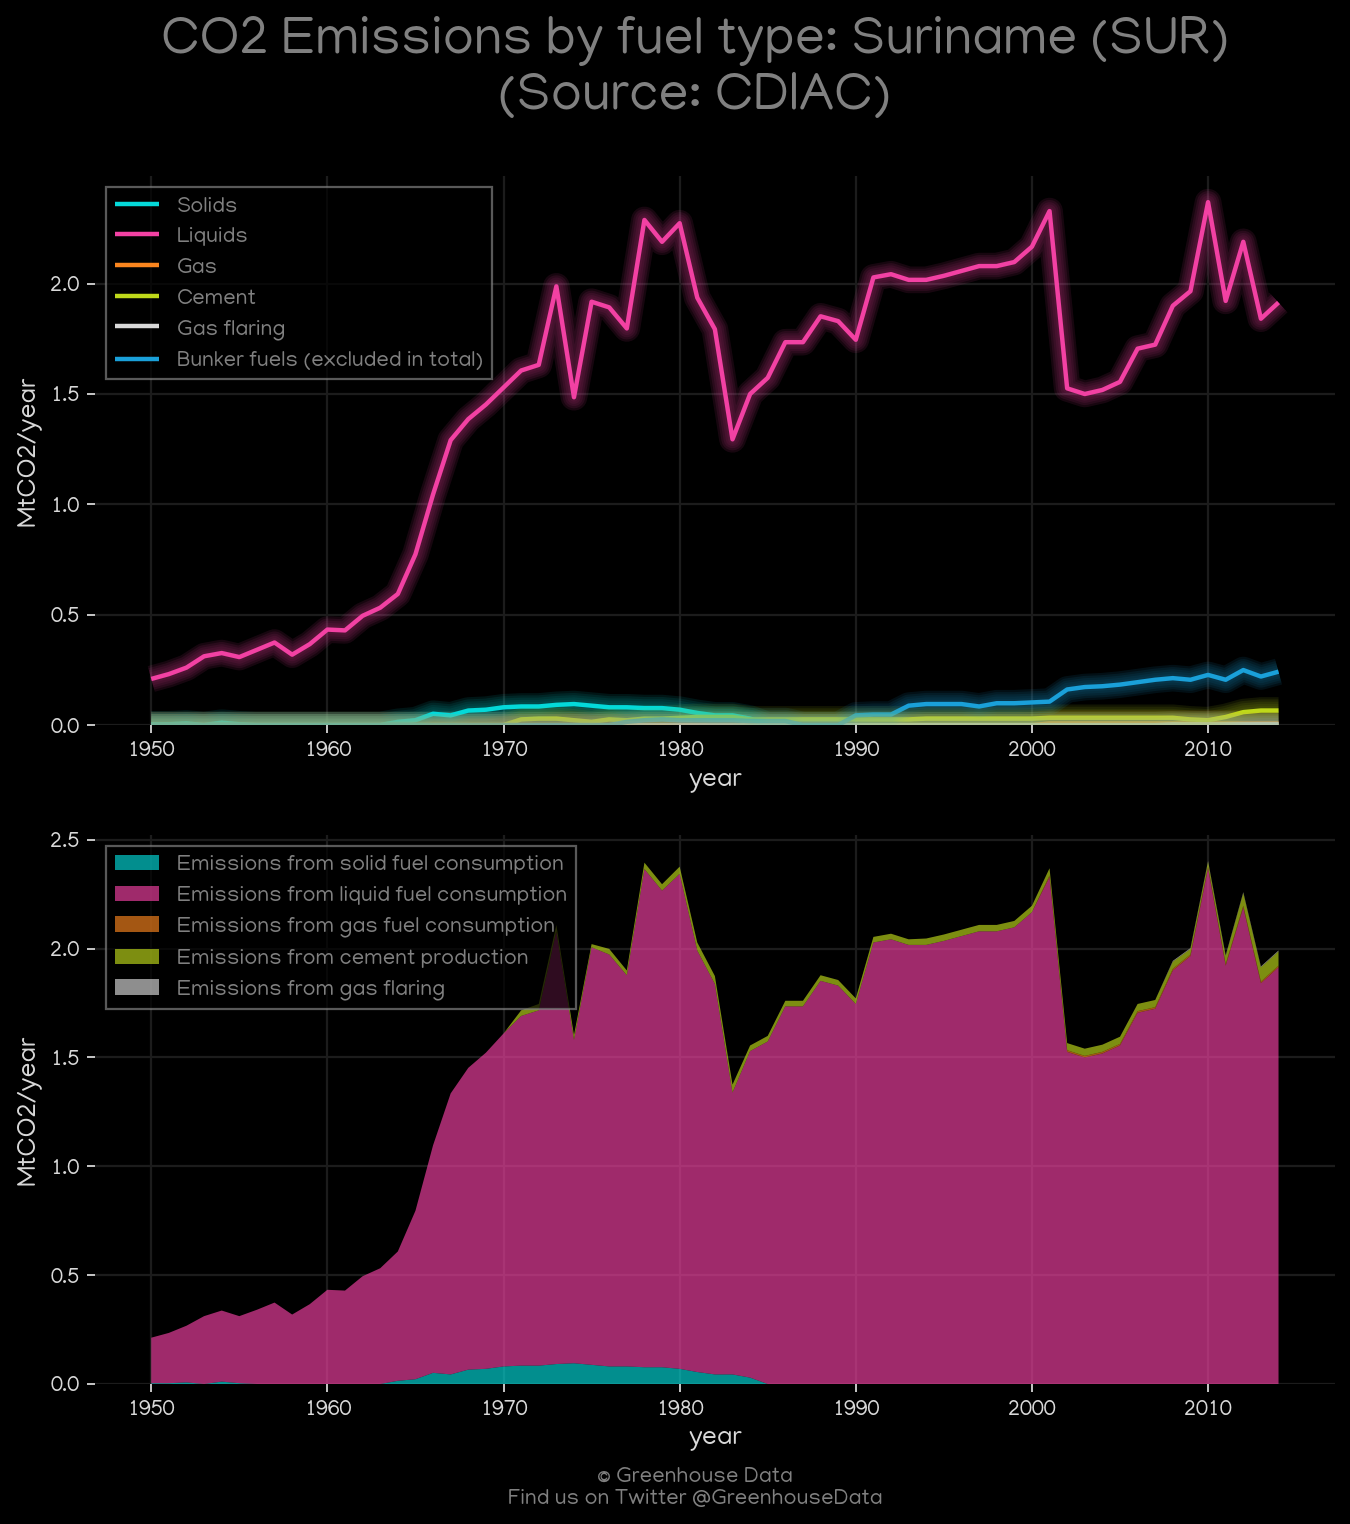 CO2 Emissions by fuel type: Suriname (SUR)
(Source: CDIAC)
Solids
Liquids
Gas
Cement
Gas flaring
Bunker fuels (excluded in total)
MtCO2/year
2.0
1.5
1.0
0.5
0.0
1950 1960 1970 1980 1990 2000 2010
year
2.5
Emissions from solid fuel consumption
Emissions from liquid fuel consumption
Emissions from gas fuel consumption
Emissions from cement production
Emissions from gas flaring
MtCO2/year
2.0
1.5
1.0
0.5
0.0
1950 1960 1970 1980 1990 2000 2010
year
© Greenhouse Data
Find us on Twitter @GreenhouseData